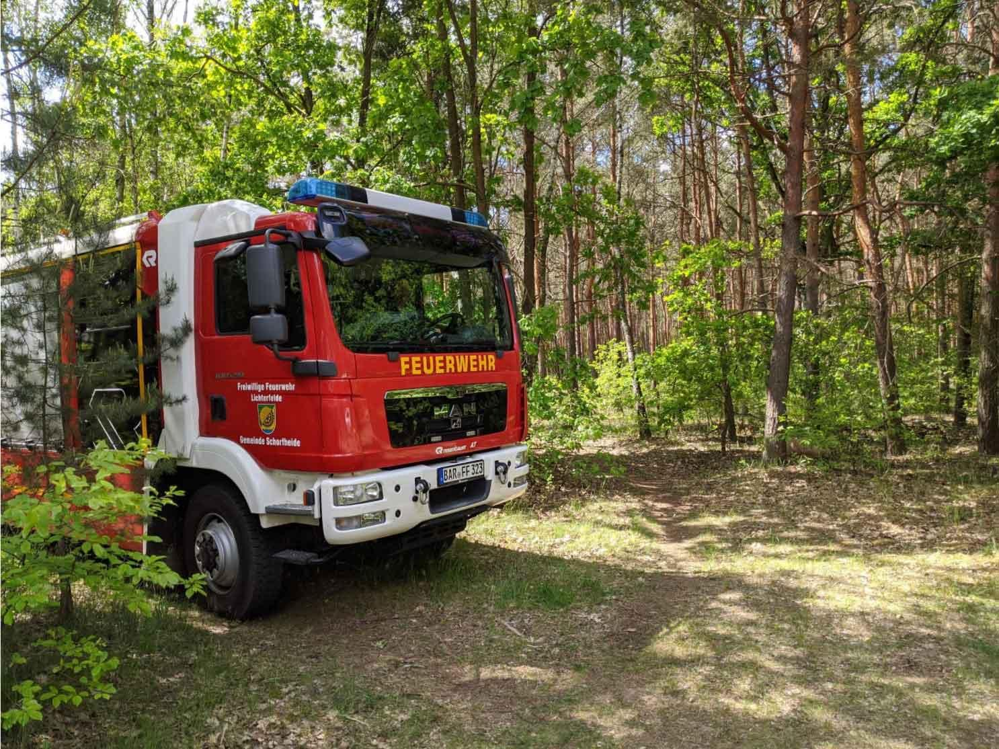 FEUERWEHR
Freiwillige Feuerwehr
Lichterfelde
Gemeinde Schorfheide
MAN
Rosenbauer AT
BAR FF 323
R